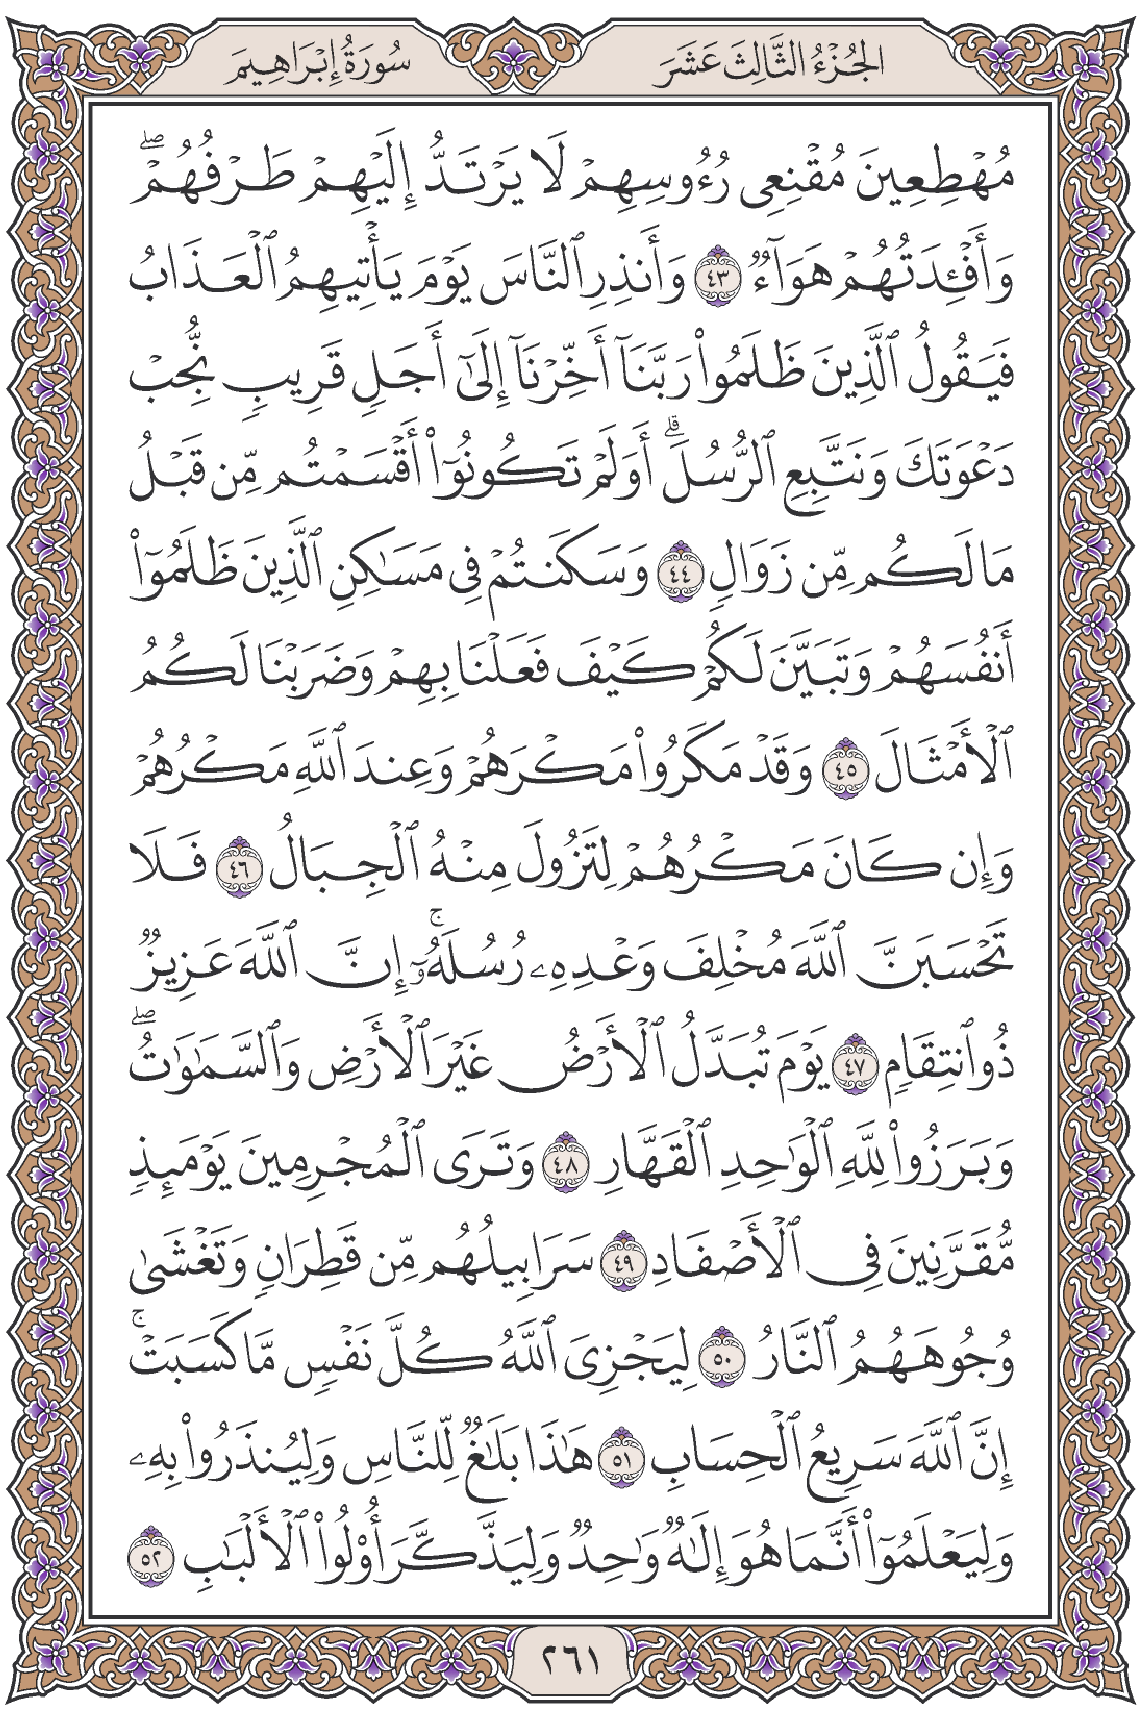 الجُزْءُ الثَّالِثَ عَشَرَ
سُورَةُ إِبْرَاهِيمَ
مُهْطِعِينَ مُقْنِعِى رُءُوسِهِمْ لَا يَرْتَدُّ إِلَيْهِمْ طَرْفُهُمْ ۖ
وَأَفْـِٔدَتُهُمْ هَوَآءٌ ٤٣ وَأَنذِرِ ٱلنَّاسَ يَوْمَ يَأْتِيهِمُ ٱلْعَذَابُ
فَيَقُولُ ٱلَّذِينَ ظَلَمُوا۟ رَبَّنَآ أَخِّرْنَآ إِلَىٰٓ أَجَلٍ قَرِيبٍ نُّجِبْ
دَعْوَتَكَ وَنَتَّبِعِ ٱلرُّسُلَ ۗ أَوَلَمْ تَكُونُوٓا۟ أَقْسَمْتُم مِّن قَبْلُ
مَا لَكُم مِّن زَوَالٍ ٤٤ وَسَكَنتُمْ فِى مَسَـٰكِنِ ٱلَّذِينَ ظَلَمُوٓا۟
أَنفُسَهُمْ وَتَبَيَّنَ لَكُمْ كَيْفَ فَعَلْنَا بِهِمْ وَضَرَبْنَا لَكُمُ
ٱلْأَمْثَالَ ٤٥ وَقَدْ مَكَرُوا۟ مَكْرَهُمْ وَعِندَ ٱللَّهِ مَكْرُهُمْ
وَإِن كَانَ مَكْرُهُمْ لِتَزُولَ مِنْهُ ٱلْجِبَالُ ٤٦ فَلَا
تَحْسَبَنَّ ٱللَّهَ مُخْلِفَ وَعْدِهِۦ رُسُلَهُۥٓ ۚ إِنَّ ٱللَّهَ عَزِيزٌ
ذُو ٱنتِقَامٍ ٤٧ يَوْمَ تُبَدَّلُ ٱلْأَرْضُ غَيْرَ ٱلْأَرْضِ وَٱلسَّمَـٰوَٰتُ ۖ
وَبَرَزُوا۟ لِلَّهِ ٱلْوَٰحِدِ ٱلْقَهَّارِ ٤٨ وَتَرَى ٱلْمُجْرِمِينَ يَوْمَئِذٍ
مُّقَرَّنِينَ فِى ٱلْأَصْفَادِ ٤٩ سَرَابِيلُهُم مِّن قَطِرَانٍ وَتَغْشَىٰ
وُجُوهَهُمُ ٱلنَّارُ ٥٠ لِيَجْزِىَ ٱللَّهُ كُلَّ نَفْسٍ مَّا كَسَبَتْ ۚ
إِنَّ ٱللَّهَ سَرِيعُ ٱلْحِسَابِ ٥١ هَـٰذَا بَلَـٰغٌ لِّلنَّاسِ وَلِيُنذَرُوا۟ بِهِۦ
وَلِيَعْلَمُوٓا۟ أَنَّمَا هُوَ إِلَـٰهٌ وَٰحِدٌ وَلِيَذَّكَّرَ أُو۟لُوا۟ ٱلْأَلْبَـٰبِ ٥٢
٢٦١